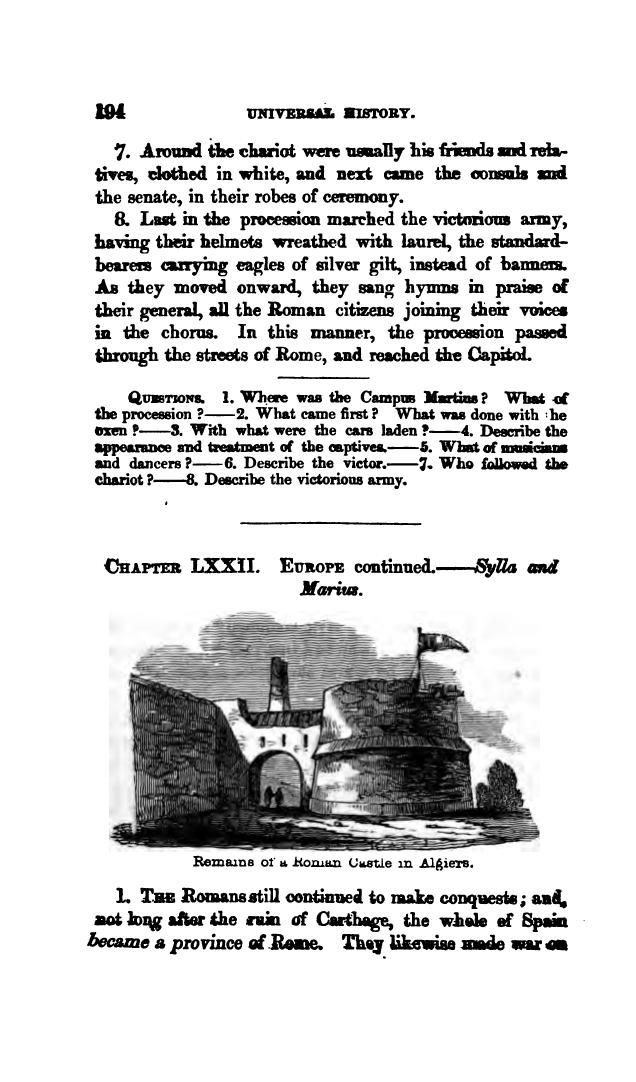 194 UNIVERSAL HISTORY.
7. Around the chariot were usually his friends and rela-
tives, clothed in white, and next came the consuls and
the senate, in their robes of ceremony.
8. Last in the procession marched the victorious army,
having their helmets wreathed with laurel, the standard-
bearers carrying eagles of silver gilt, instead of banners.
As they moved onward, they sang hymns in praise of
their general, all the Roman citizens joining their voices
in the chorus. In this manner, the procession passed
through the streets of Rome, and reached the Capitol.
QUESTIONS. 1. Where was the Campus Martius? What of
the procession?——2. What came first? What was done with he
oxen?——3. With what were the cars laden?——4. Describe the
appearance and treatment of the captives.——5. What of musicians
and dancers?——6. Describe the victor.——7. Who followed the
chariot?——8. Describe the victorious army.
CHAPTER LXXII. EUROPE continued.——Sylla and
Marius.
Remains of a Roman Castle in Algiers.
1. THE Romans still continued to make conquests; and,
not long after the ruin of Carthage, the whole of Spain
became a province of Rome. They likewise made war on